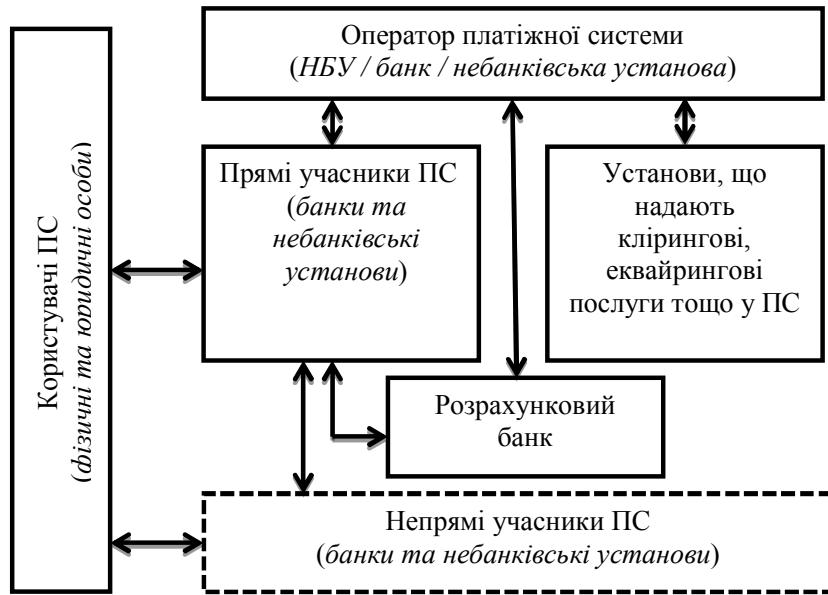 Оператор платіжної системи
(НБУ / банк / небанківська установа)
Користувачі ПС
(фізичні та юридичні особи)
Прямі учасники ПС
(банки та
небанківські
установи)
Установи, що
надають
клірингові,
еквайрингові
послуги тощо у ПС
Розрахунковий
банк
Непрямі учасники ПС
(банки та небанківські установи)